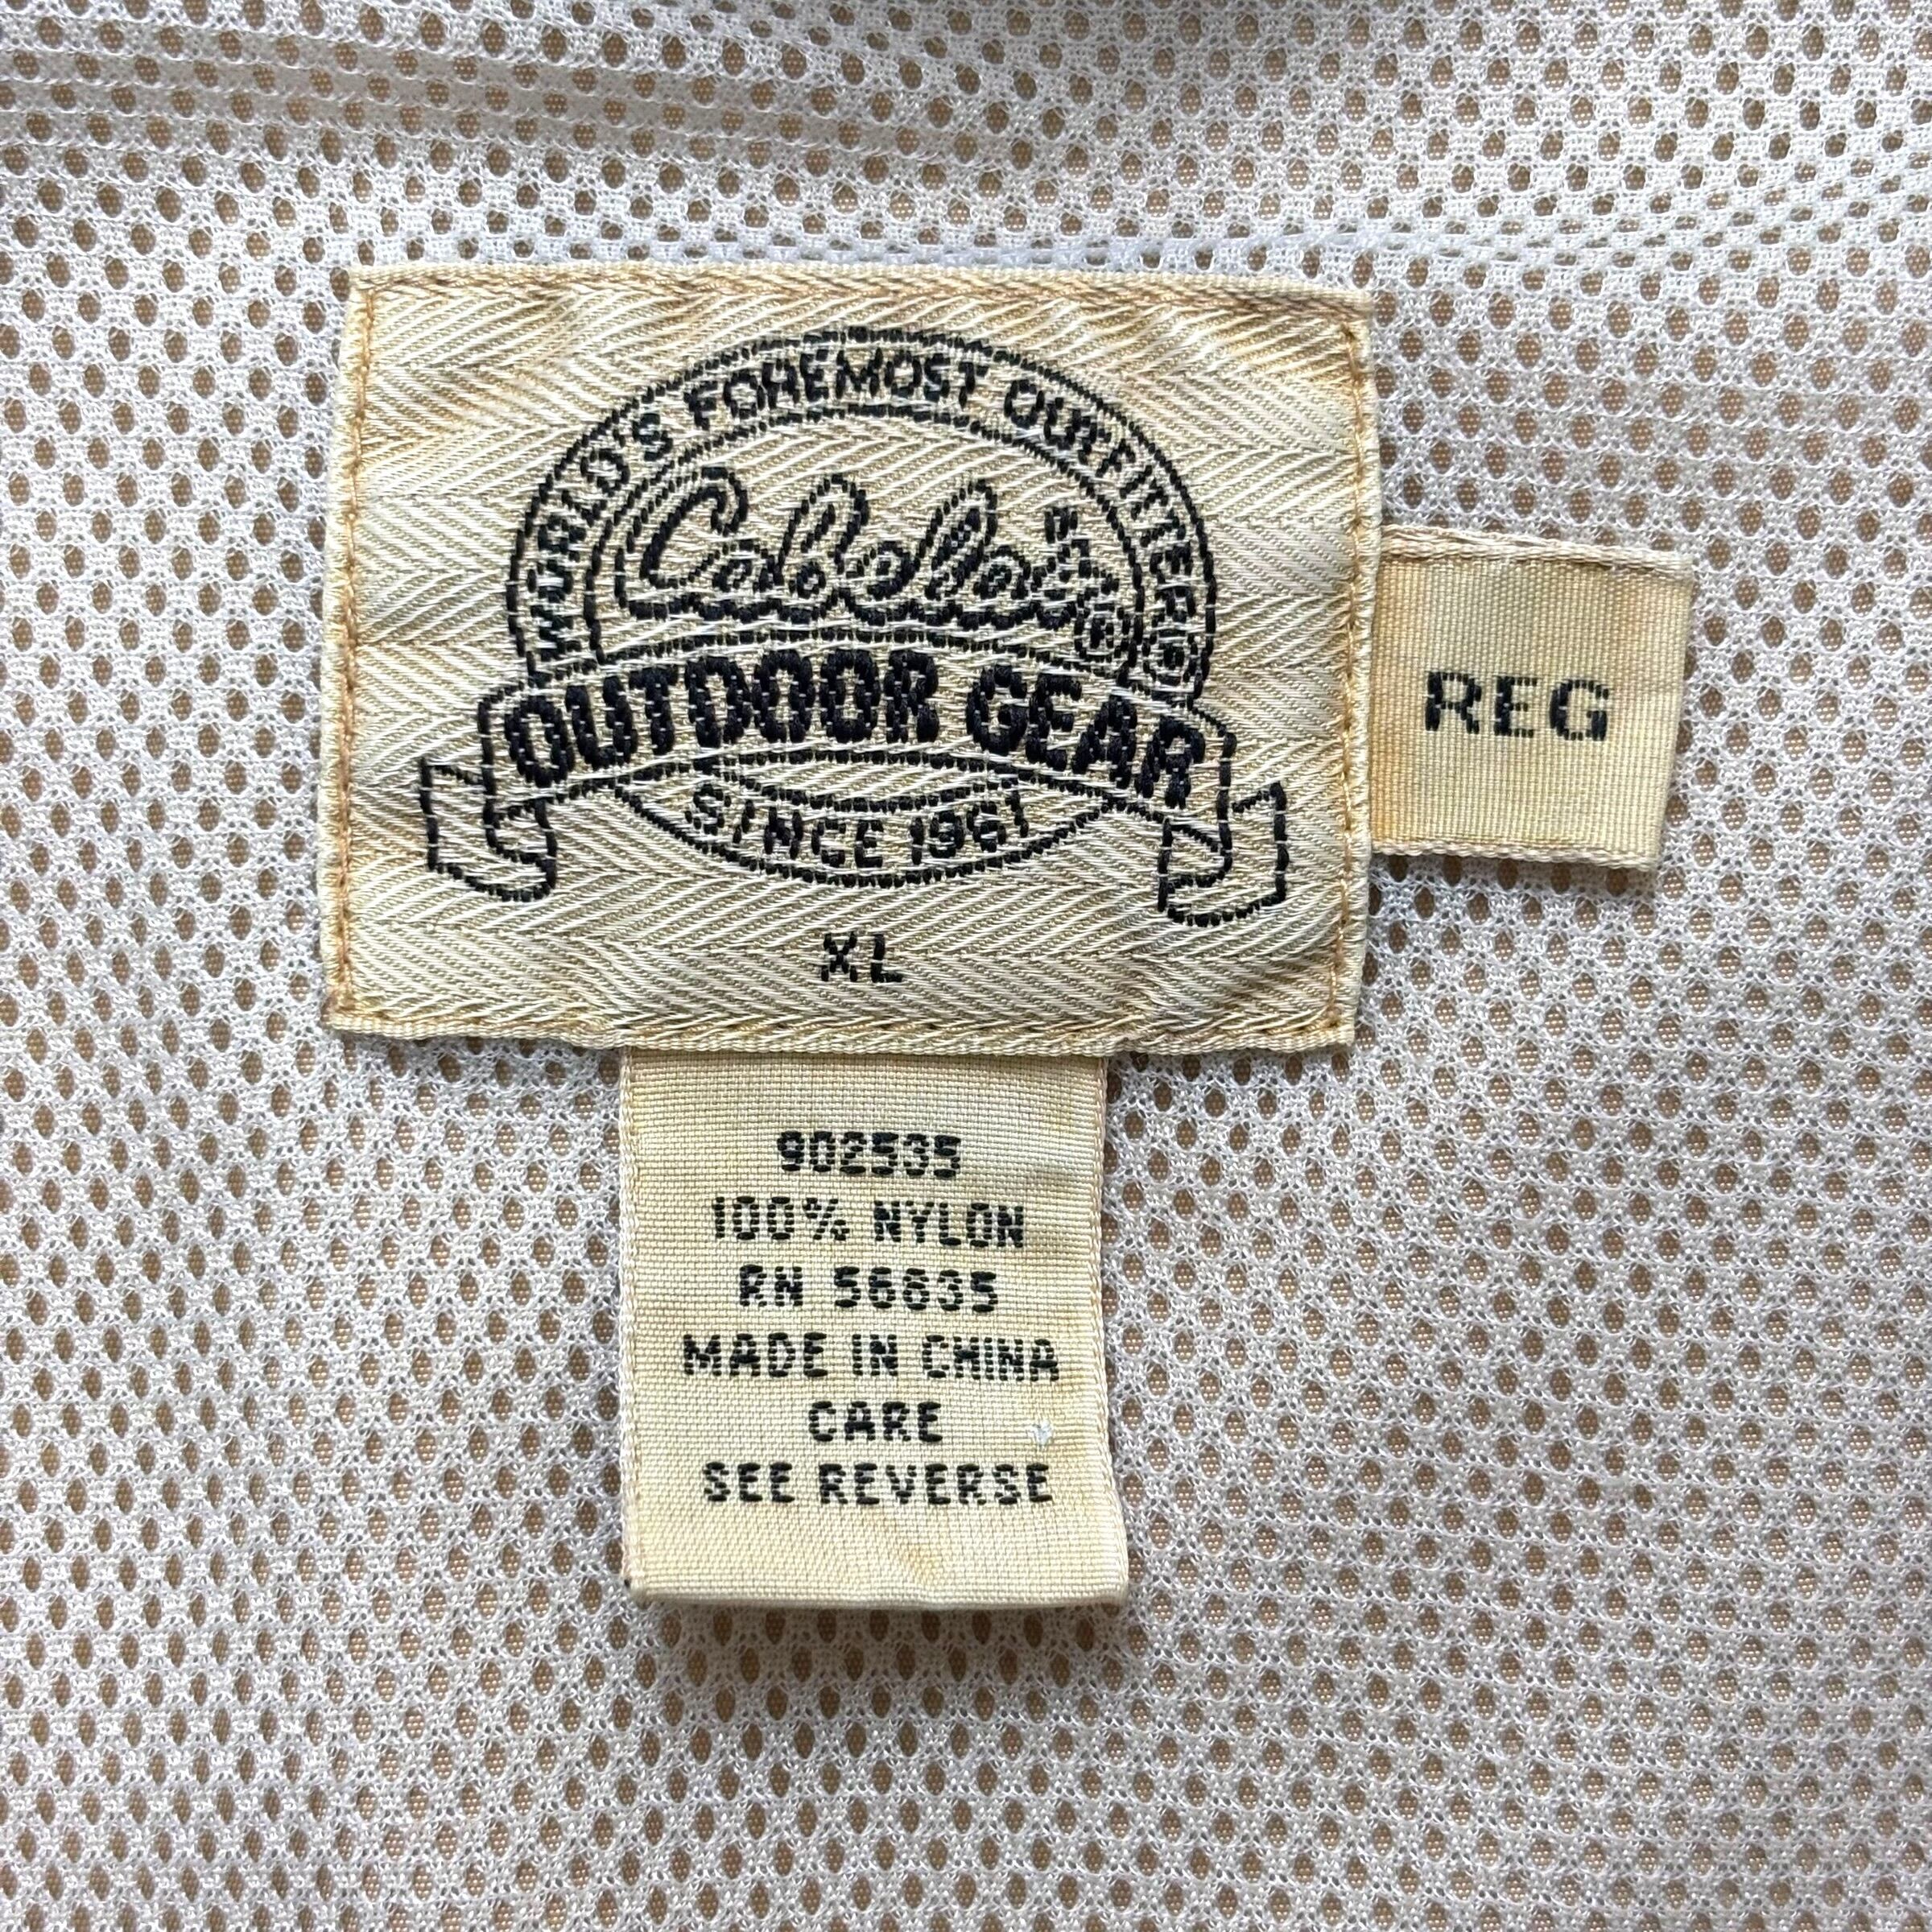 WORLD'S FOREMOST OUTFITTER®
Cabela's®
OUTDOOR GEAR
SINCE 1961
XL
REG
902535
100% NYLON
RN 56835
MADE IN CHINA
CARE
SEE REVERSE